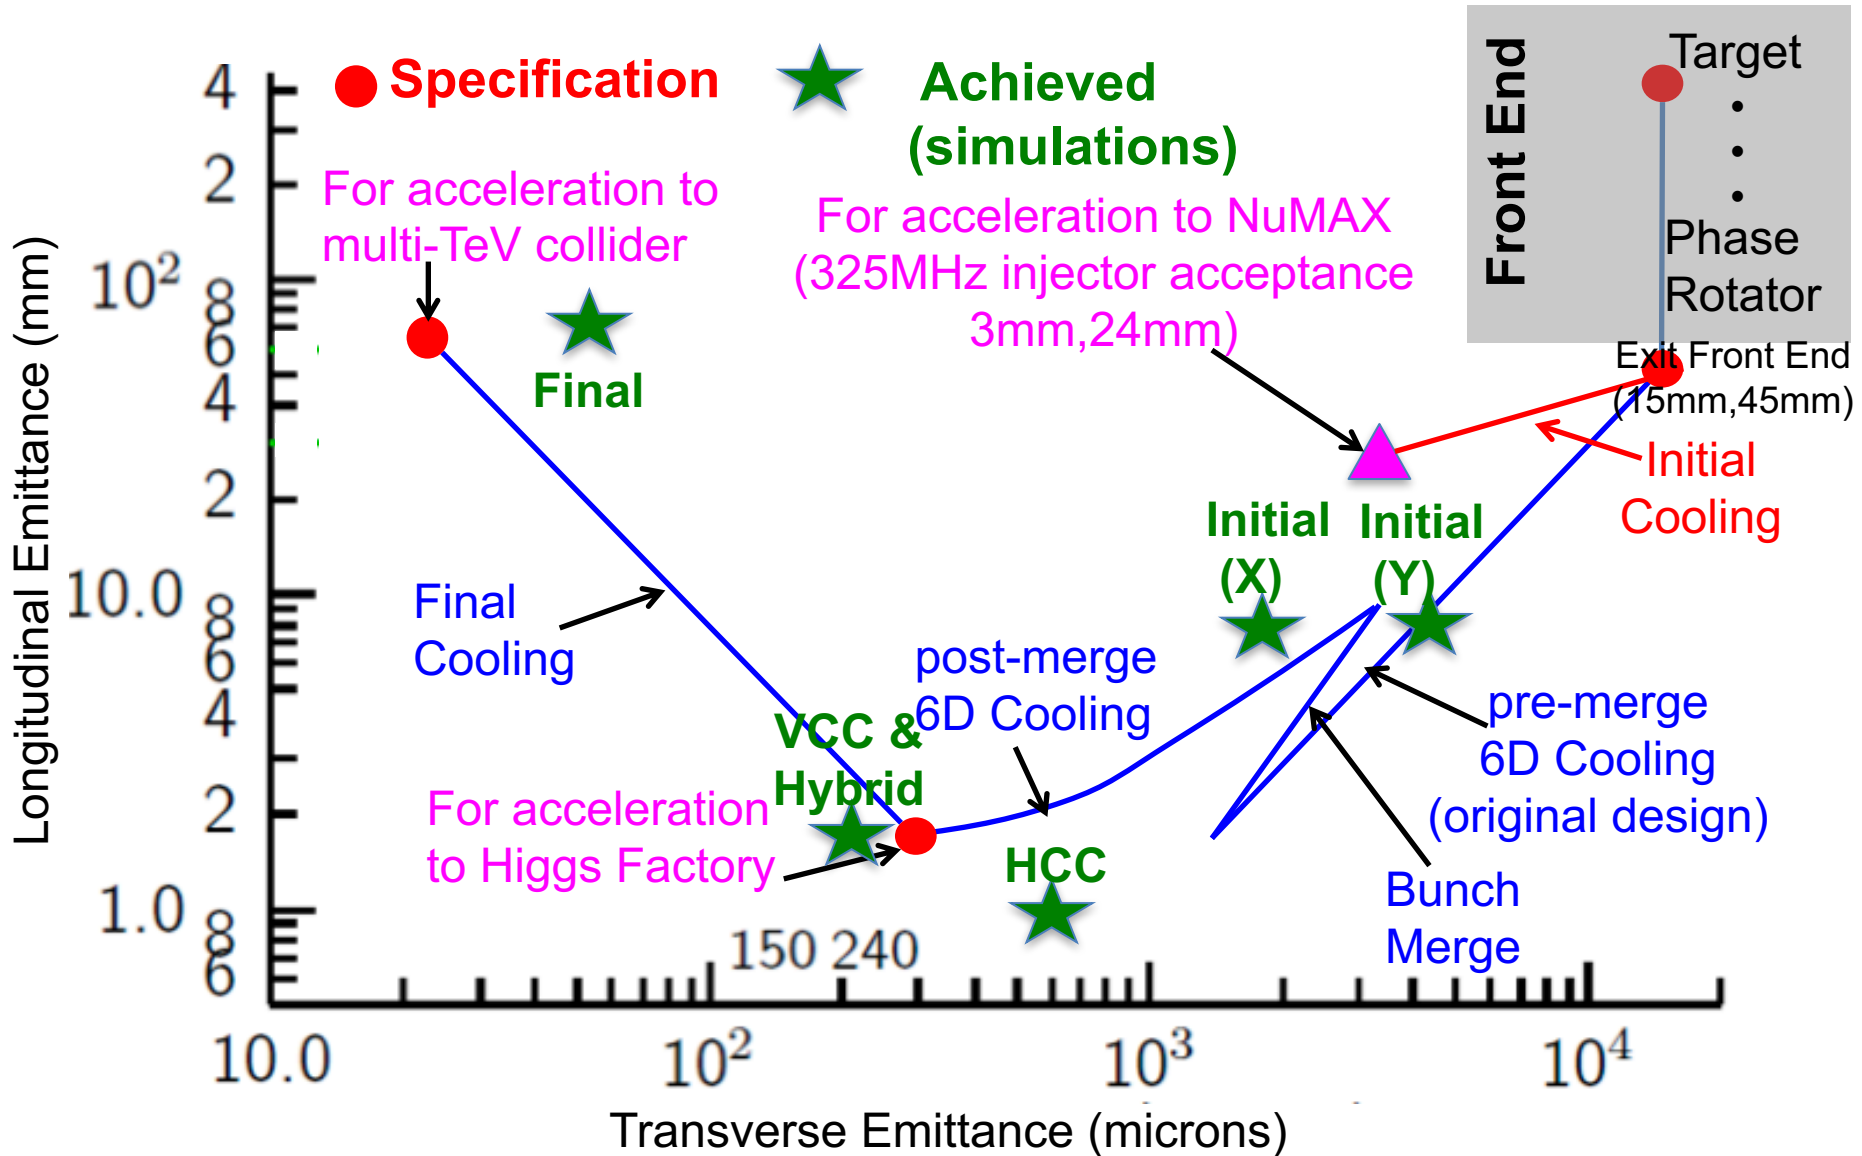 Specification
Achieved
(simulations)
Front End
Target
Phase
Rotator
Exit Front End
(15mm,45mm)
For acceleration to
multi-TeV collider
For acceleration to NuMAX
(325MHz injector acceptance
3mm,24mm)
Final
Initial
Cooling
Initial
(X)
Initial
(Y)
Final
Cooling
post-merge
6D Cooling
pre-merge
6D Cooling
(original design)
VCC &
Hybrid
For acceleration
to Higgs Factory
HCC
Bunch
Merge
Longitudinal Emittance (mm)
4
2
10²
8
6
4
2
10.0
8
6
4
2
1.0
8
8
6
150 240
10.0
10²
10³
10⁴
Transverse Emittance (microns)